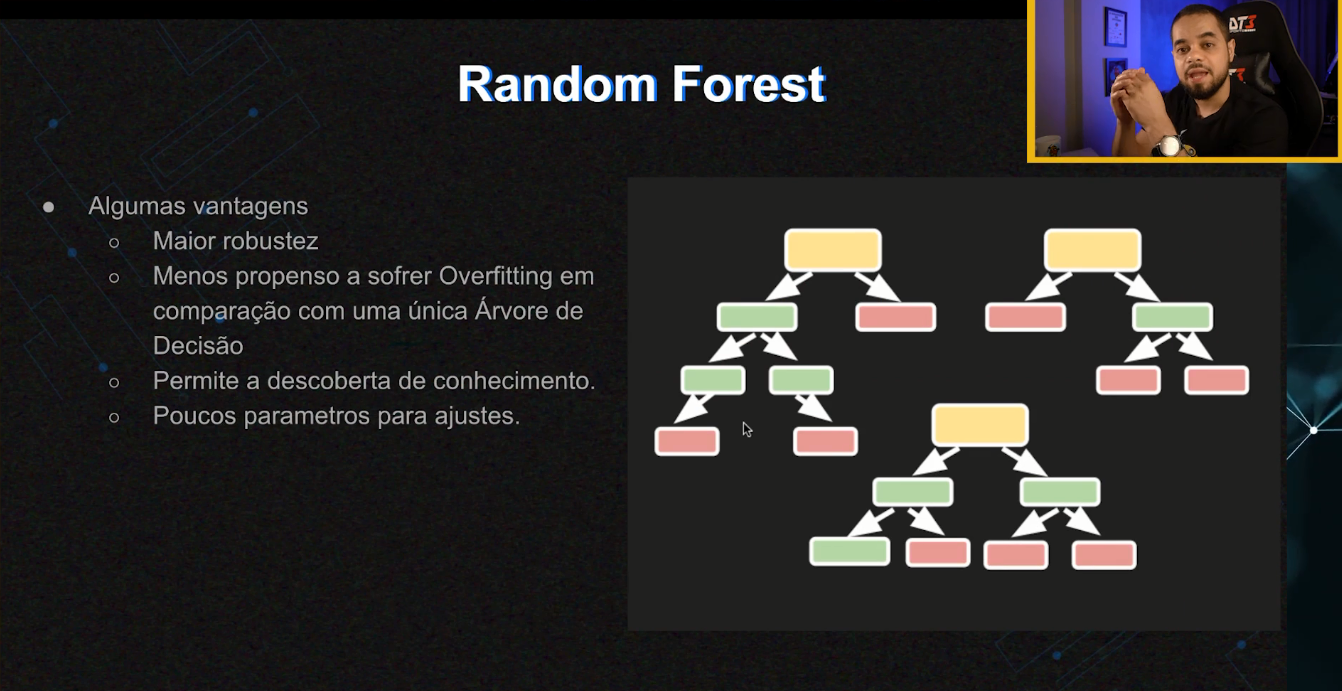 Random Forest
DT3
● Algumas vantagens
○ Maior robustez
○ Menos propenso a sofrer Overfitting em
comparação com uma única Árvore de
Decisão
○ Permite a descoberta de conhecimento.
○ Poucos parametros para ajustes.